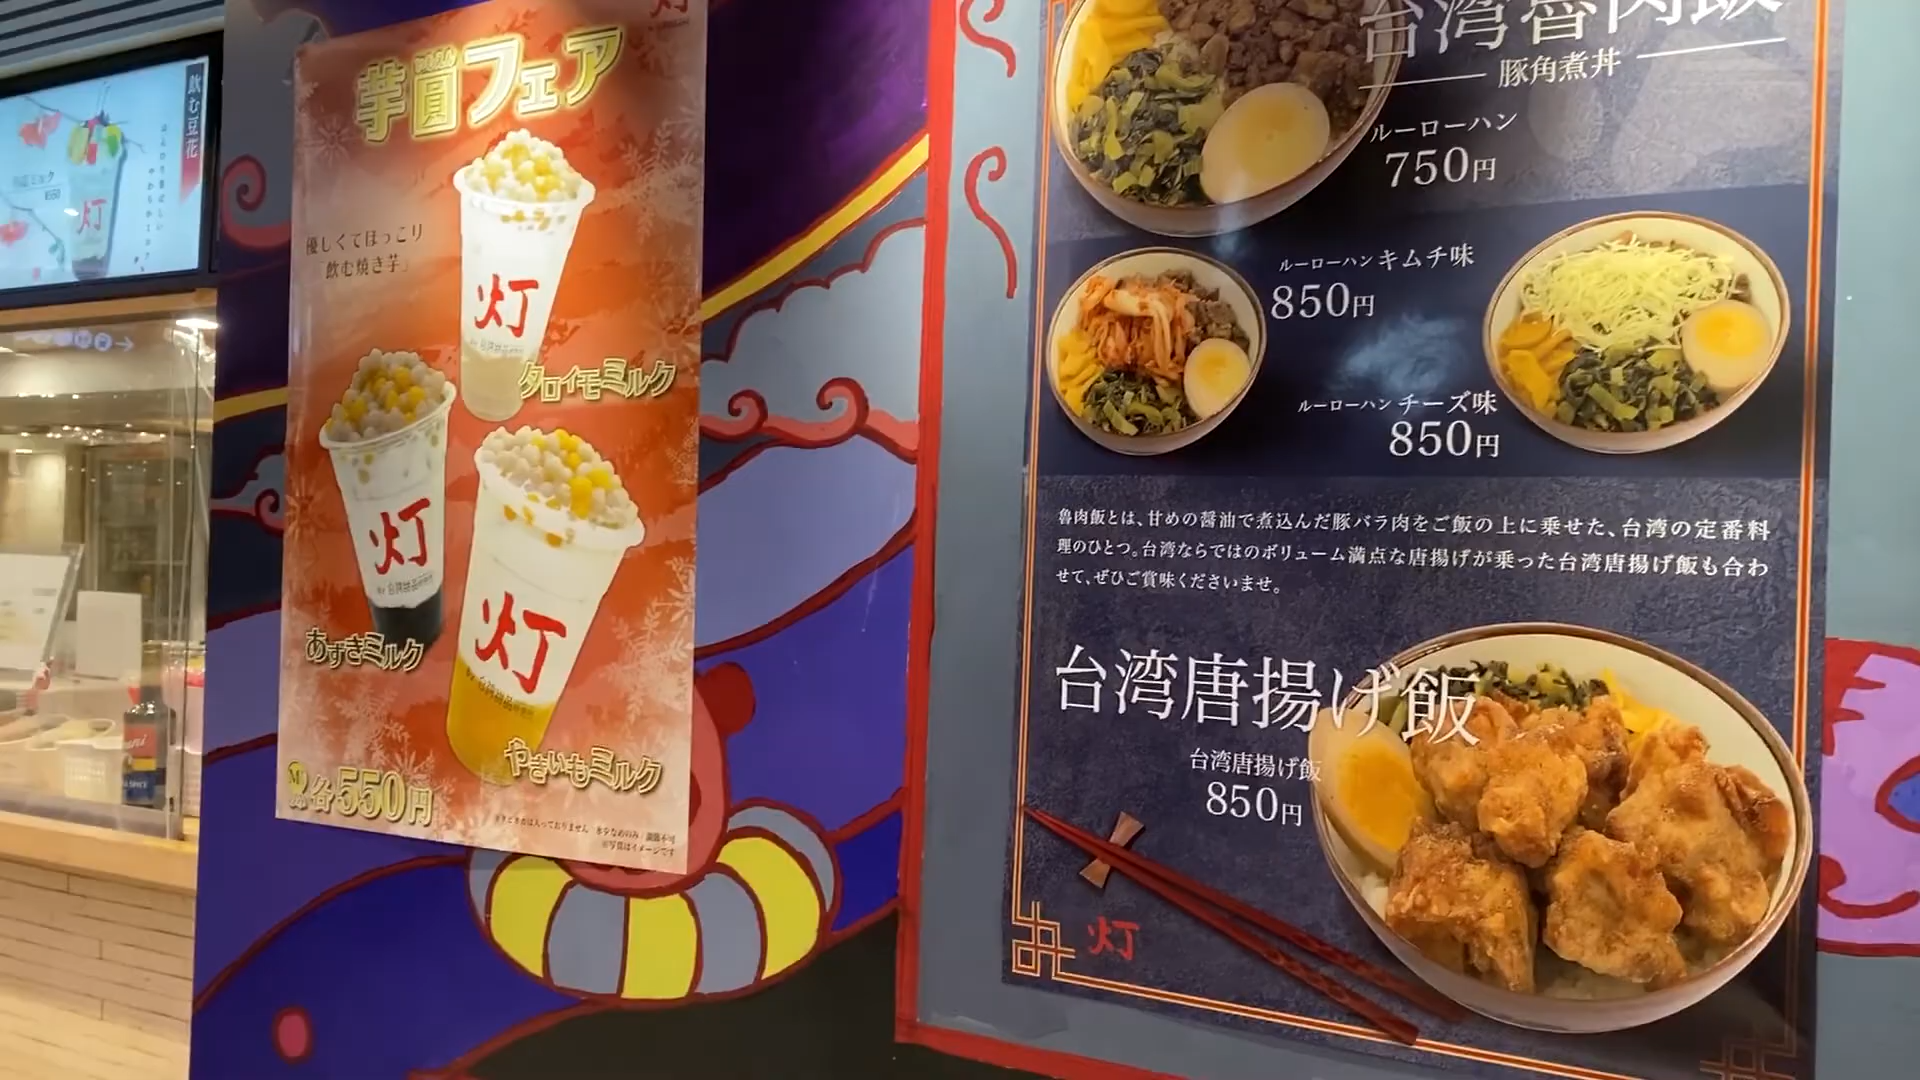 飲む豆花
灯
芋圓フェア
優しくてほっこり
「飲む焼き芋」
灯
タロイモミルク
灯
あずきミルク
灯
やきいもミルク
M 各550円
※写真はイメージです
台湾魯肉飯
豚角煮丼
ルーローハン
750円
ルーローハン キムチ味
850円
ルーローハン チーズ味
850円
魯肉飯とは、甘めの醤油で煮込んだ豚バラ肉をご飯の上に乗せた、台湾の定番料
理のひとつ。台湾ならではのボリューム満点な唐揚げが乗った台湾唐揚げ飯も合わ
せて、ぜひご賞味くださいませ。
台湾唐揚げ飯
台湾唐揚げ飯
850円
灯